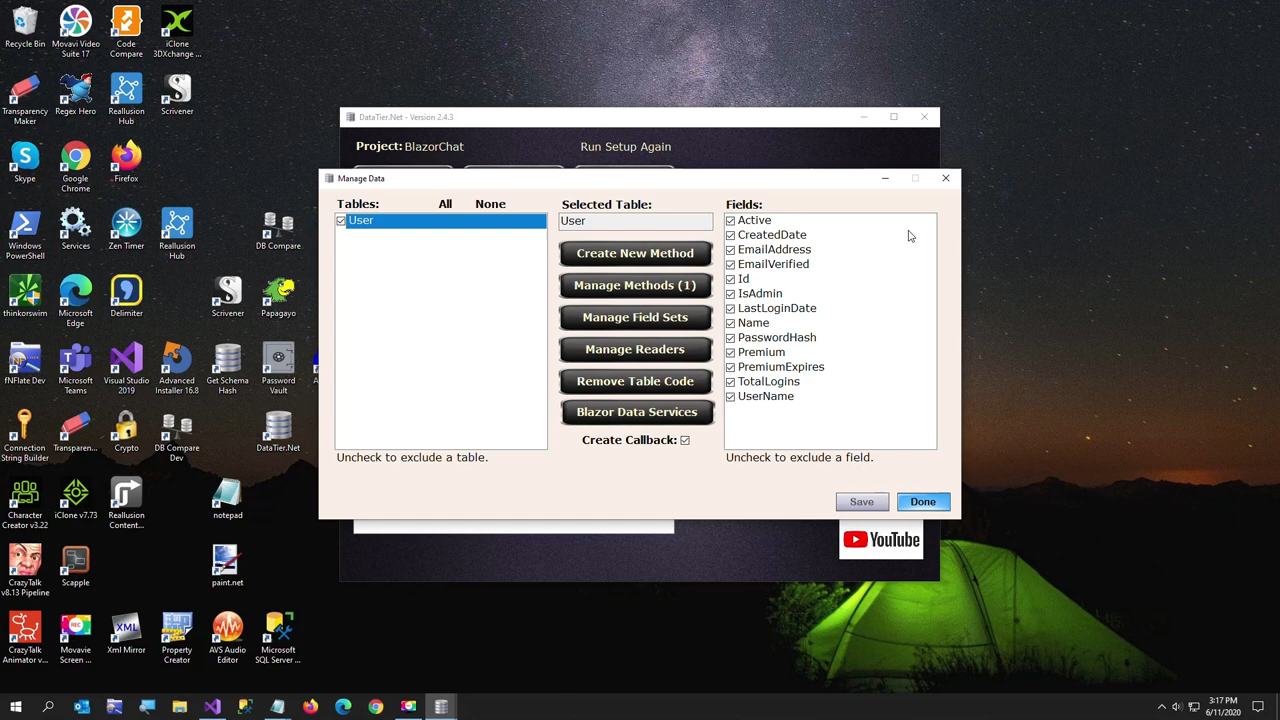 Recycle Bin
Movavi Video
Suite 17
Code
Compare
iClone
3DXchange ...
Transparency
Maker
Regex Hero
Reallusion
Hub
Scrivener
Skype
Google
Chrome
Firefox
Windows
PowerShell
Services
Zen Timer
Reallusion
Hub
DB Compare
thinkorswim
Microsoft
Edge
Delimiter
Scrivener
Papagayo
fNFlate Dev
Microsoft
Teams
Visual Studio
2019
Advanced
Installer 16.8
Get Schema
Hash
Password
Vault
Connection
String Builder
Transparen...
Crypto
DB Compare
Dev
DataTier.Net
Character
Creator v3.22
iClone v7.73
Reallusion
Content...
notepad
CrazyTalk
v8.13 Pipeline
Scapple
paint.net
CrazyTalk
Animator v...
Movavie
Screen ...
Xml Mirror
Property
Creator
AVS Audio
Editor
Microsoft
SQL Server ...
DataTier.Net - Version 2.4.3
Project: BlazorChat
Run Setup Again
Manage Data
Tables: All None
User
Uncheck to exclude a table.
Selected Table:
User
Create New Method
Manage Methods (1)
Manage Field Sets
Manage Readers
Remove Table Code
Blazor Data Services
Create Callback:
Fields:
Active
CreatedDate
EmailAddress
EmailVerified
Id
IsAdmin
LastLoginDate
Name
PasswordHash
Premium
PremiumExpires
TotalLogins
UserName
Uncheck to exclude a field.
Save
Done
YouTube
3:17 PM
6/11/2020